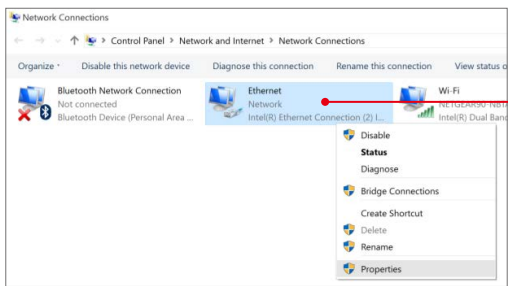 Network Connections
Control Panel > Network and Internet > Network Connections
Organize Disable this network device Diagnose this connection Rename this connection View status o
Bluetooth Network Connection
Not connected
Bluetooth Device (Personal Area ...
Ethernet
Network
Intel(R) Ethernet Connection (2) I...
Wi-Fi
Intel(R) Dual Band
Disable
Status
Diagnose
Bridge Connections
Create Shortcut
Delete
Rename
Properties